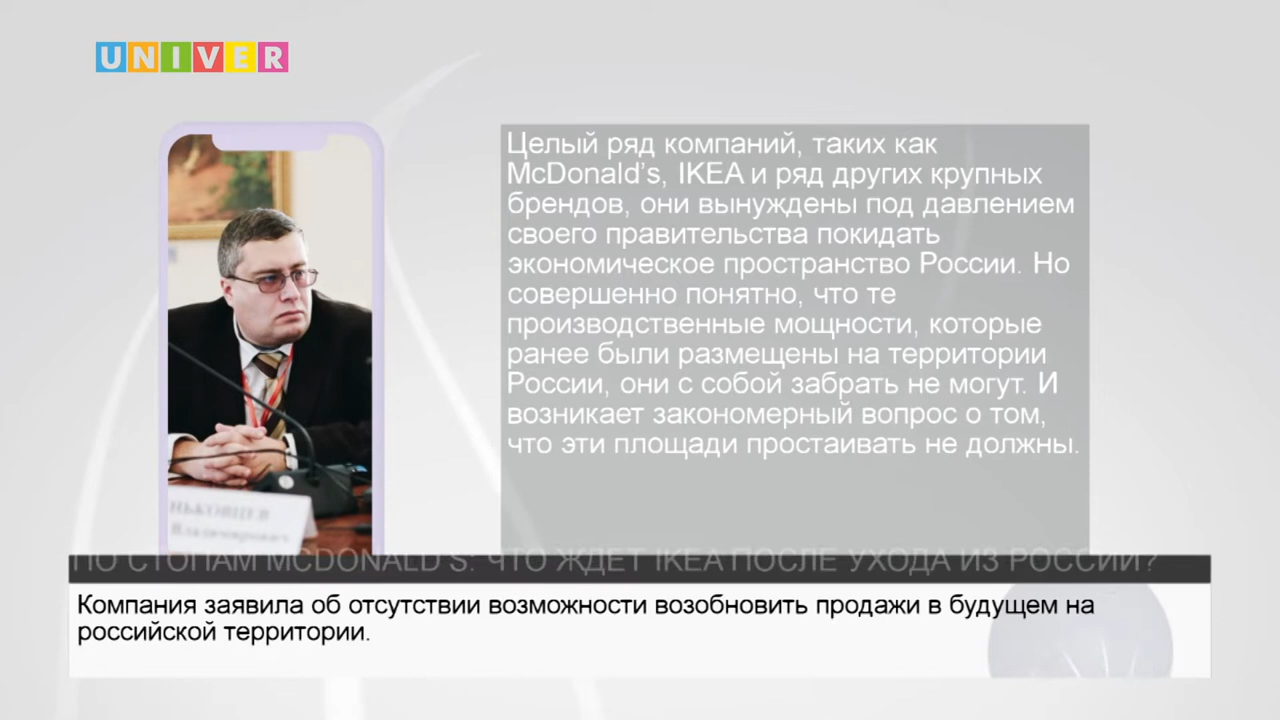 UNIVER
Целый ряд компаний, таких как
McDonald's, IKEA и ряд других крупных
брендов, они вынуждены под давлением
своего правительства покидать
экономическое пространство России. Но
совершенно понятно, что те
производственные мощности, которые
ранее были размещены на территории
России, они с собой забрать не могут. И
возникает закономерный вопрос о том,
что эти площади простаивать не должны.
НЬКОВЦЕВ
Владимирович
ПО СТОПАМ MCDONALD'S: ЧТО ЖДЕТ IKEA ПОСЛЕ УХОДА ИЗ РОССИИ?
Компания заявила об отсутствии возможности возобновить продажи в будущем на
российской территории.